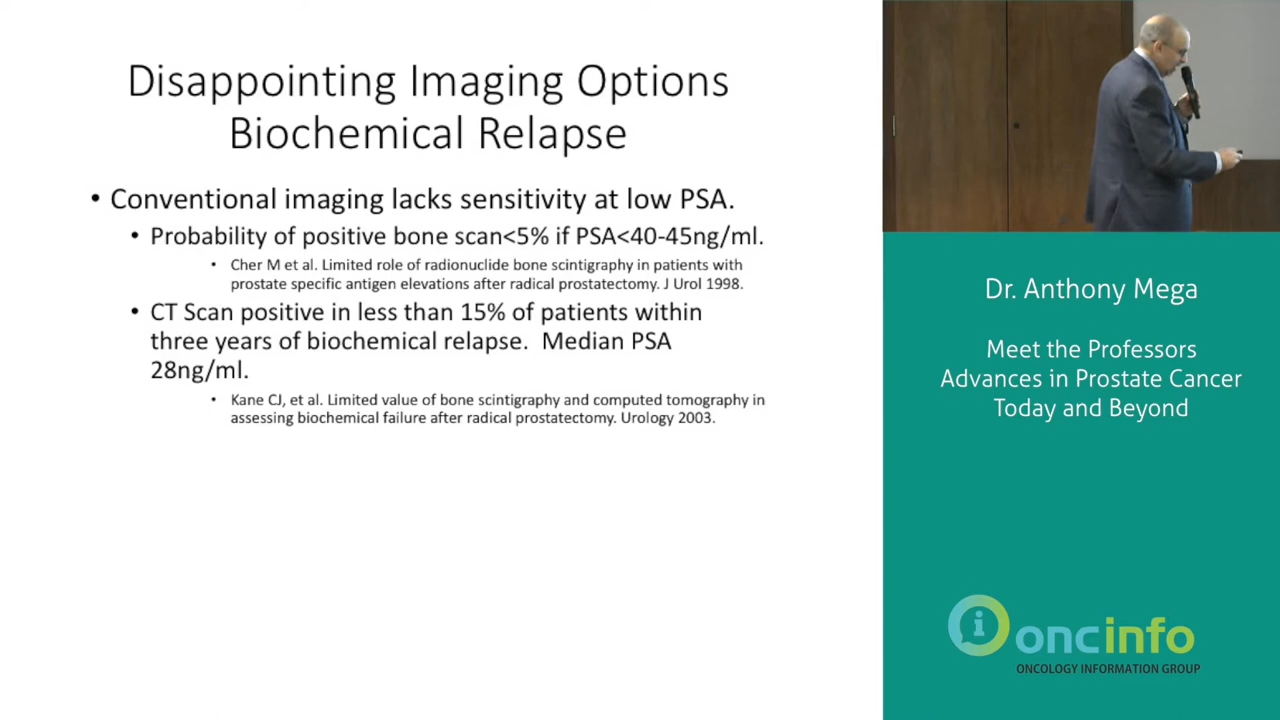 Disappointing Imaging Options
Biochemical Relapse
• Conventional imaging lacks sensitivity at low PSA.
• Probability of positive bone scan<5% if PSA<40-45ng/ml.
• Cher M et al. Limited role of radionuclide bone scintigraphy in patients with
prostate specific antigen elevations after radical prostatectomy. J Urol 1998.
• CT Scan positive in less than 15% of patients within
three years of biochemical relapse.  Median PSA
28ng/ml.
• Kane CJ, et al. Limited value of bone scintigraphy and computed tomography in
assessing biochemical failure after radical prostatectomy. Urology 2003.
Dr. Anthony Mega
Meet the Professors
Advances in Prostate Cancer
Today and Beyond
oncinfo
ONCOLOGY INFORMATION GROUP